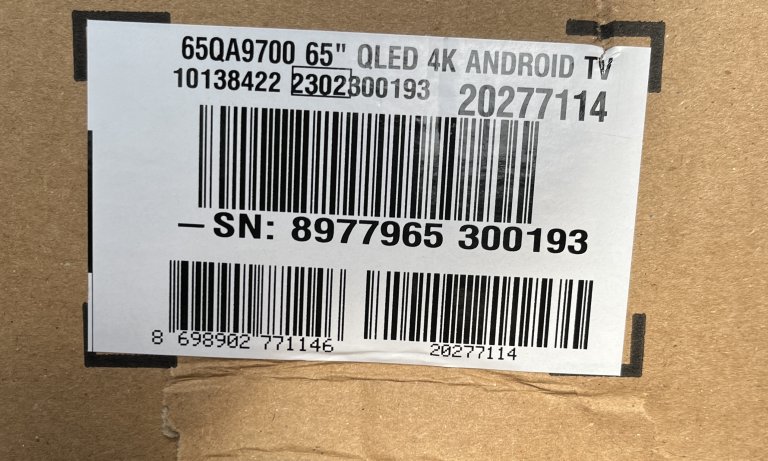 65QA9700 65" QLED 4K ANDROID TV
10138422 2302300193 20277114
–SN: 8977965 300193
8 698902 771146 20277114